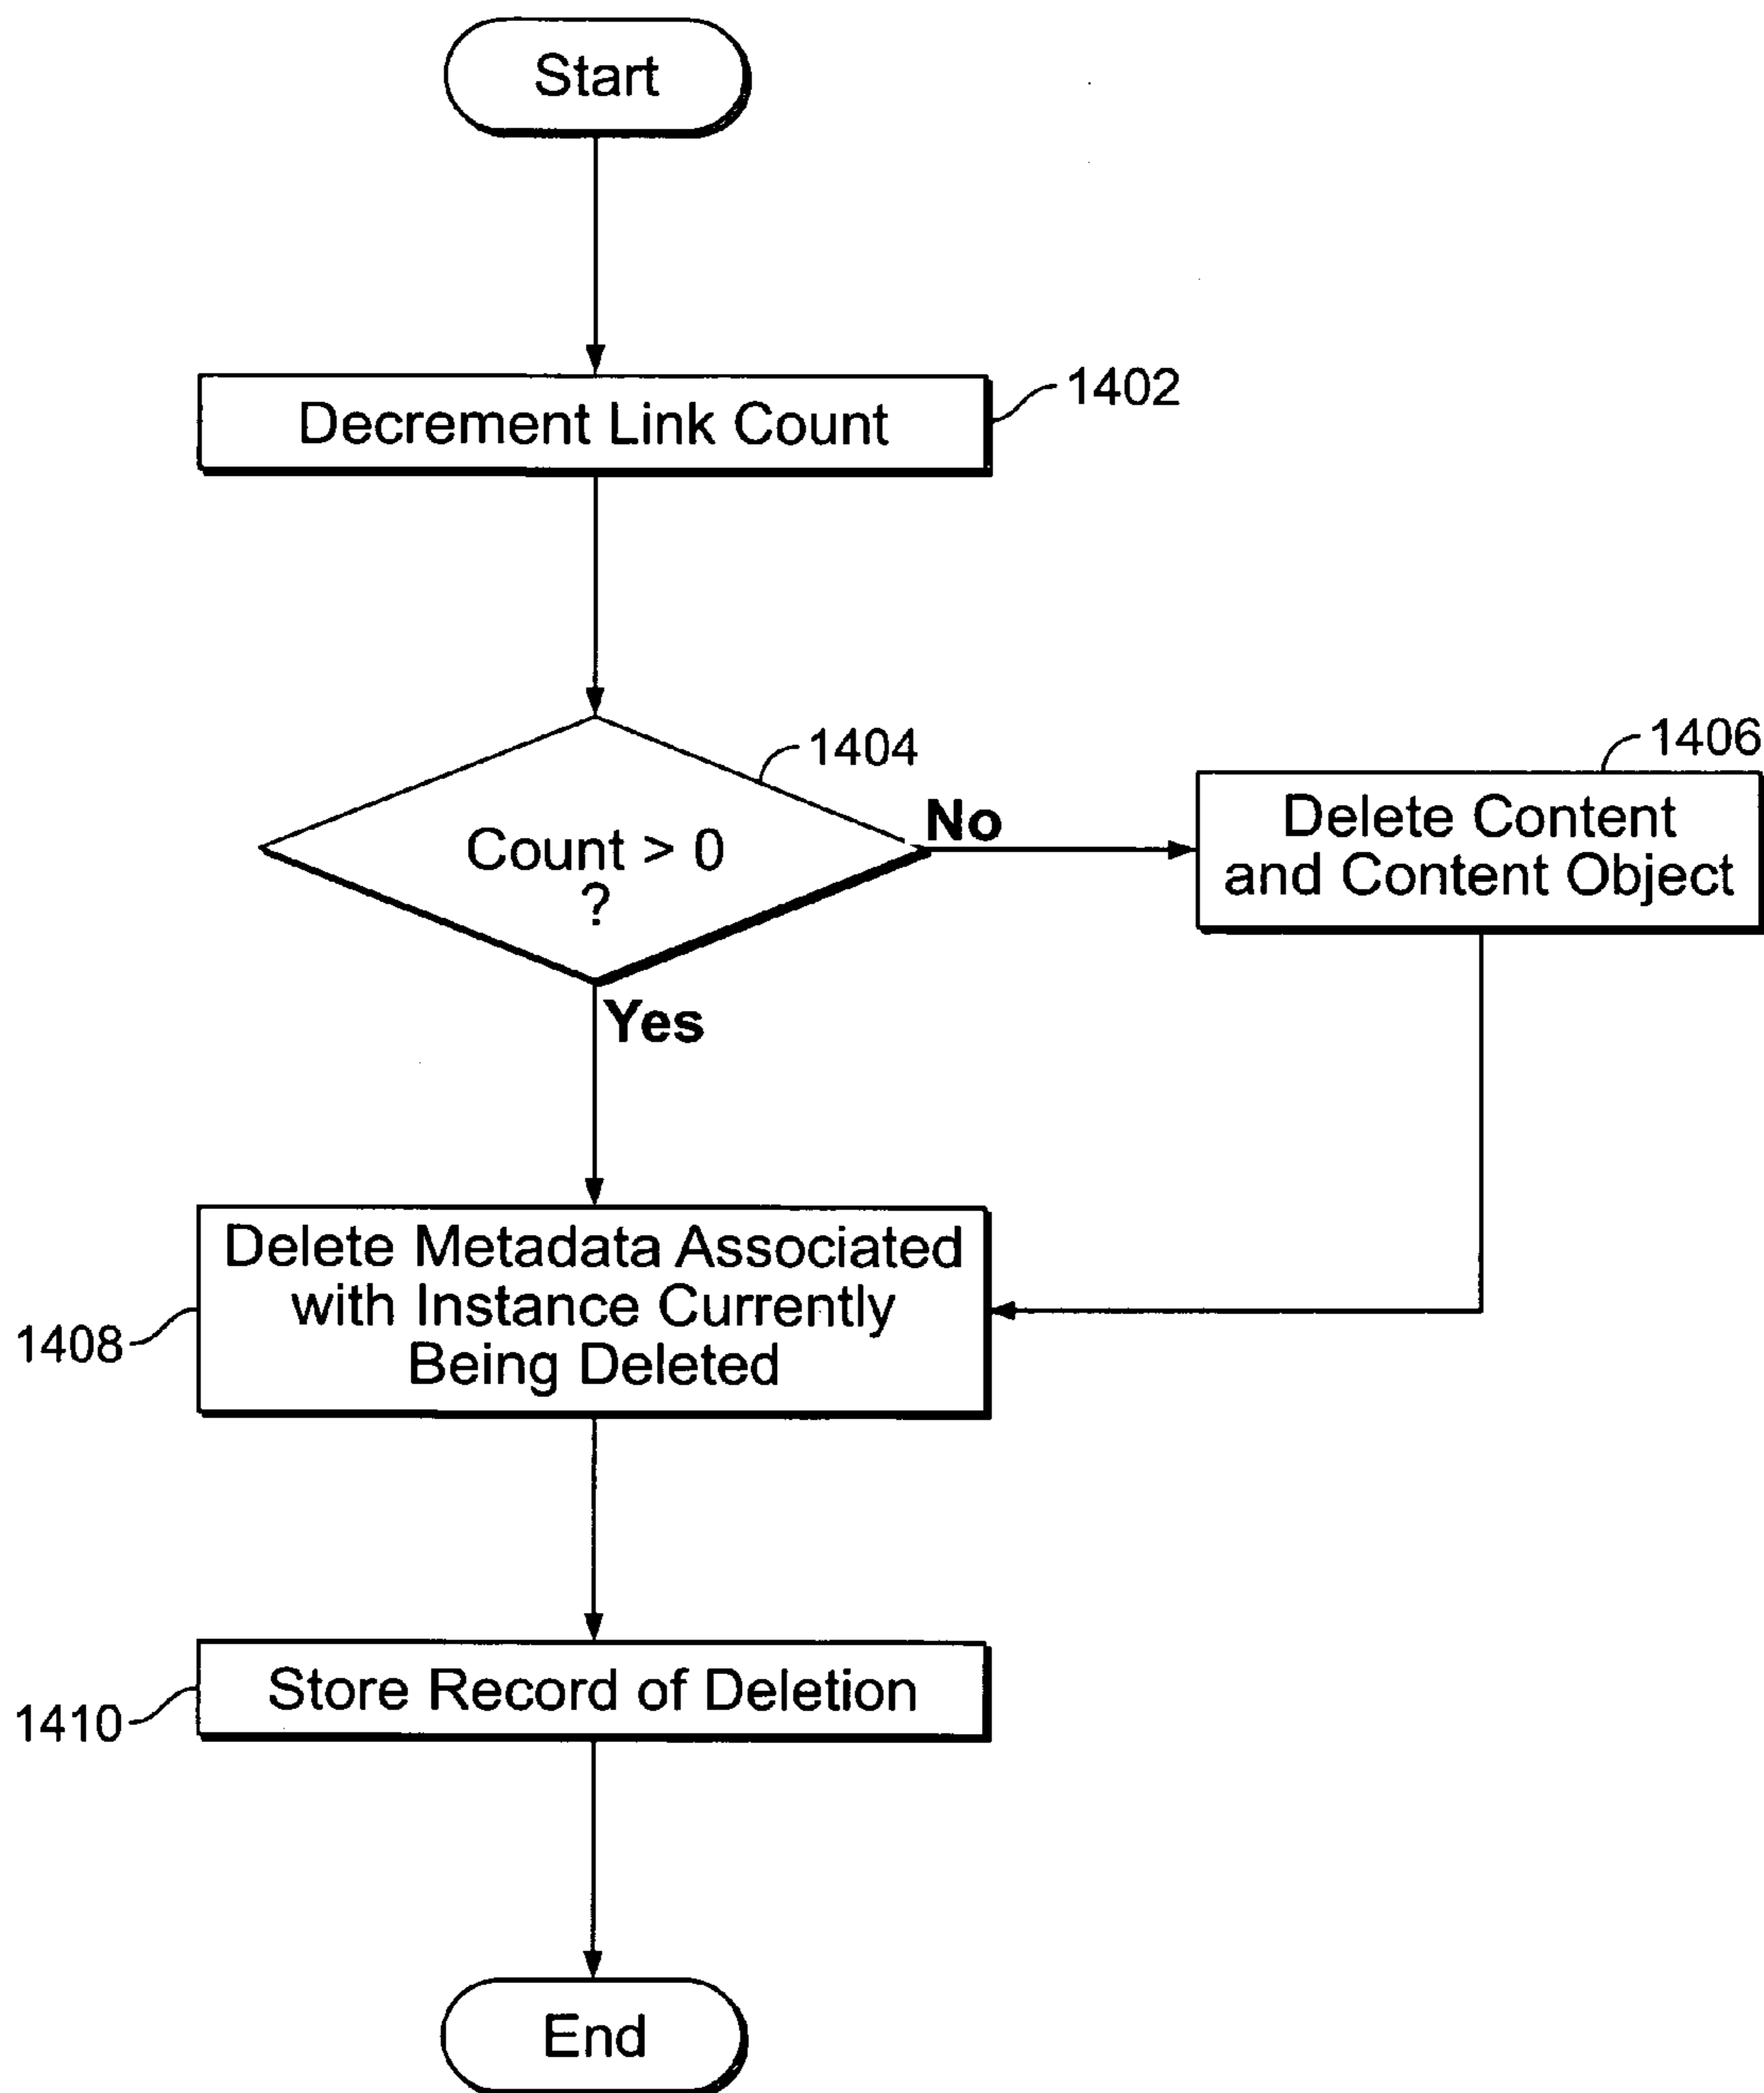 Start
Decrement Link Count
1402
1404
Count > 0
?
No
1406
Delete Content
and Content Object
Yes
Delete Metadata Associated
with Instance Currently
Being Deleted
1408
Store Record of Deletion
1410
End